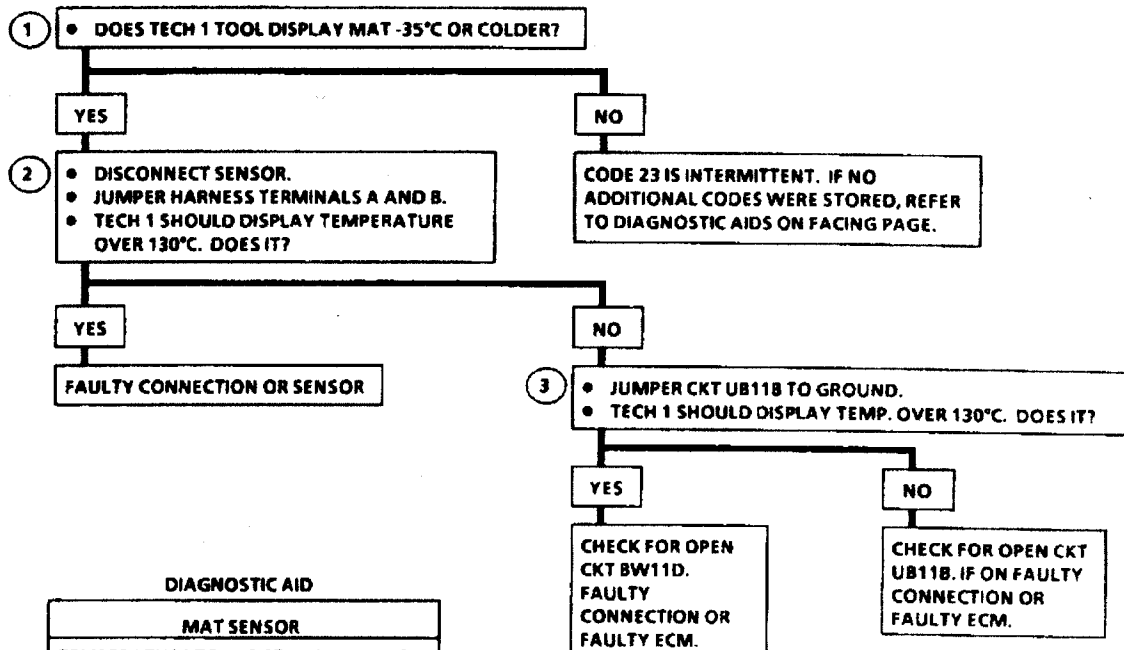 1
• DOES TECH 1 TOOL DISPLAY MAT -35°C OR COLDER?
YES
NO
2
• DISCONNECT SENSOR.
• JUMPER HARNESS TERMINALS A AND B.
• TECH 1 SHOULD DISPLAY TEMPERATURE
OVER 130°C. DOES IT?
CODE 23 IS INTERMITTENT. IF NO
ADDITIONAL CODES WERE STORED, REFER
TO DIAGNOSTIC AIDS ON FACING PAGE.
YES
NO
FAULTY CONNECTION OR SENSOR
3
• JUMPER CKT UB11B TO GROUND.
• TECH 1 SHOULD DISPLAY TEMP. OVER 130°C. DOES IT?
YES
NO
CHECK FOR OPEN
CKT BW11D.
FAULTY
CONNECTION OR
FAULTY ECM.
CHECK FOR OPEN CKT
UB11B. IF ON FAULTY
CONNECTION OR
FAULTY ECM.
DIAGNOSTIC AID
MAT SENSOR